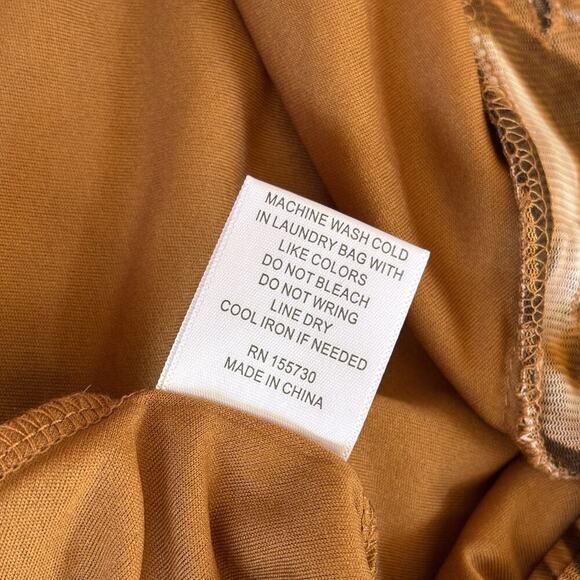 MACHINE WASH COLD
IN LAUNDRY BAG WITH
LIKE COLORS
DO NOT BLEACH
DO NOT WRING
LINE DRY
COOL IRON IF NEEDED
RN 155730
MADE IN CHINA